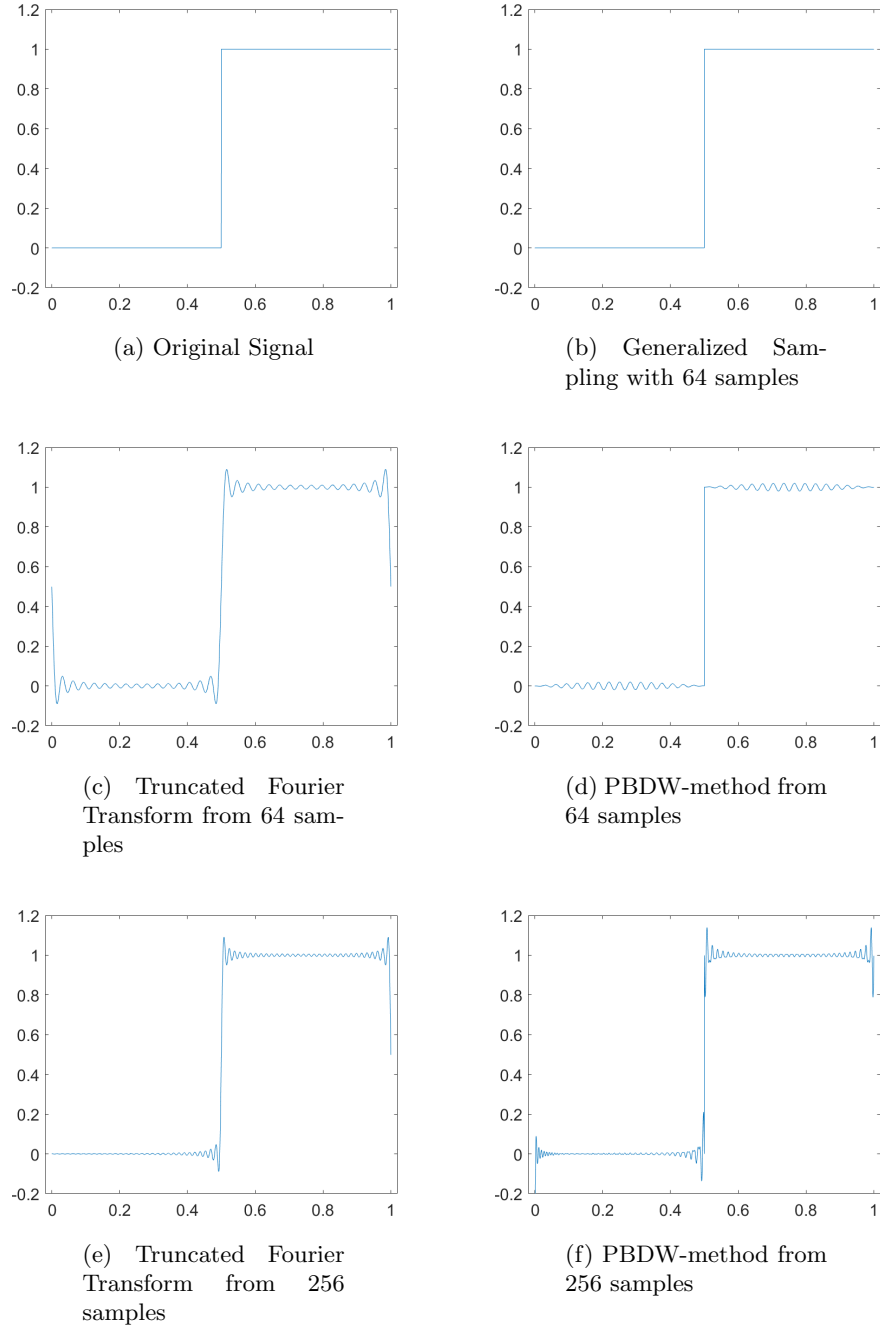 1.2
1
0.8
0.6
0.4
0.2
0
-0.2
0 0.2 0.4 0.6 0.8 1
(a) Original Signal
1.2
1
0.8
0.6
0.4
0.2
0
-0.2
0 0.2 0.4 0.6 0.8 1
(b) Generalized Sam-
pling with 64 samples
1.2
1
0.8
0.6
0.4
0.2
0
-0.2
0 0.2 0.4 0.6 0.8 1
(c) Truncated Fourier
Transform from 64 sam-
ples
1.2
1
0.8
0.6
0.4
0.2
0
-0.2
0 0.2 0.4 0.6 0.8 1
(d) PBDW-method from
64 samples
1.2
1
0.8
0.6
0.4
0.2
0
-0.2
0 0.2 0.4 0.6 0.8 1
(e) Truncated Fourier
Transform from 256
samples
1.2
1
0.8
0.6
0.4
0.2
0
-0.2
0 0.2 0.4 0.6 0.8 1
(f) PBDW-method from
256 samples